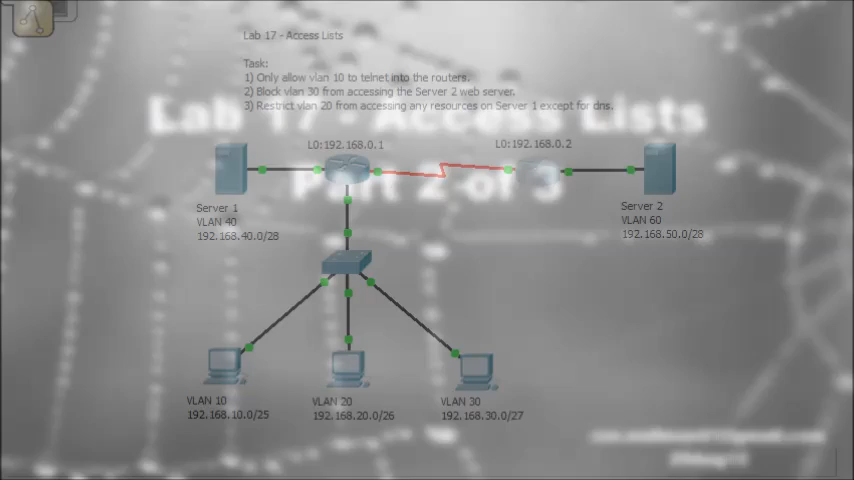 Lab 17 - Access Lists
Task:
1) Only allow vlan 10 to telnet into the routers.
2) Block vlan 30 from accessing the Server 2 web server.
3) Restrict vlan 20 from accessing any resources on Server 1 except for dns.
Lab 17 - Access Lists
Part 2 of 3
L0:192.168.0.1
L0:192.168.0.2
Server 1
VLAN 40
192.168.40.0/28
Server 2
VLAN 60
192.168.50.0/28
VLAN 10
192.168.10.0/25
VLAN 20
192.168.20.0/26
VLAN 30
192.168.30.0/27